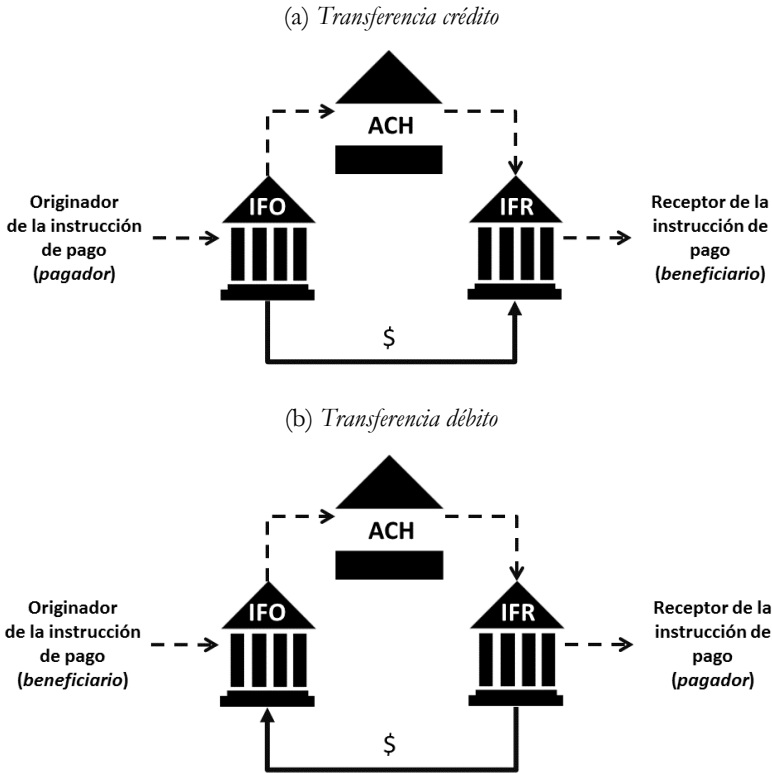 (a) Transferencia crédito
ACH
Originador
de la instrucción
de pago
(pagador)
IFO
IFR
Receptor de la
instrucción de
pago
(beneficiario)
$
(b) Transferencia débito
ACH
Originador
de la instrucción
de pago
(beneficiario)
IFO
IFR
Receptor de la
instrucción de
pago
(pagador)
$